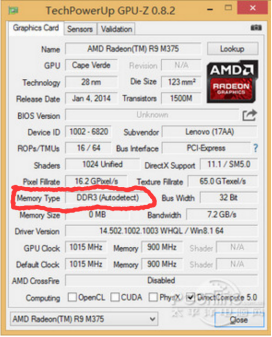 TechPowerUp GPU-Z 0.8.2
Graphics Card Sensors Validation
Name AMD Radeon(TM) R9 M375 Lookup
GPU Cape Verde Revision N/A
Technology 28 nm Die Size 123 mm²
Release Date Jan 4, 2014 Transistors 1500M
BIOS Version Unknown
Device ID 1002 - 6820 Subvendor Lenovo (17AA)
ROPs/TMUs 16 / 64 Bus Interface PCI-Express ?
Shaders 1024 Unified DirectX Support 11.1 / SM5.0
Pixel Fillrate 16.2 GPixel/s Texture Fillrate 65.0 GTexel/s
Memory Type DDR3 (Autodetect) Bus Width 32 Bit
Memory Size 0 MB Bandwidth 7.2 GB/s
Driver Version 14.502.1002.1003 WHQL / Win8.1 64
GPU Clock 1015 MHz Memory 900 MHz Shader N/A
Default Clock 1015 MHz Memory 900 MHz Shader N/A
AMD CrossFire Disabled
Computing OpenCL CUDA PhysX DirectCompute 5.0
AMD Radeon(TM) R9 M375 Close
AMD
RADEON
GRAPHICS